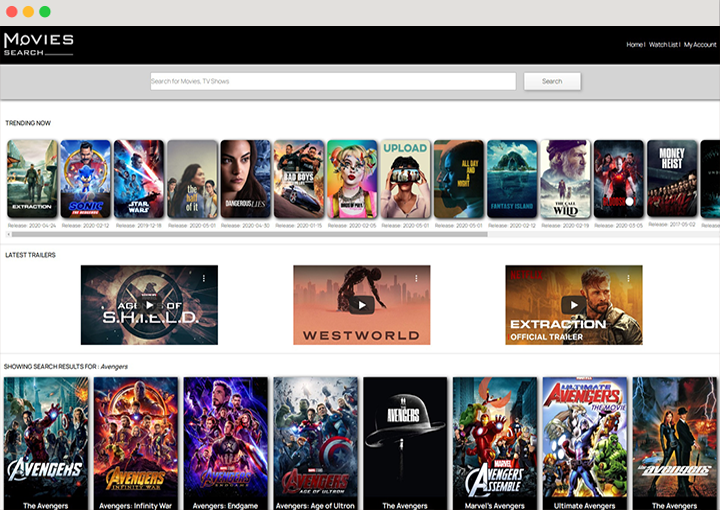 MOVIES
SEARCH
Home | Watch List | My Account
Search for Movies, TV Shows
Search
TRENDING NOW
EXTRACTION
SONIC
STAR WARS
the half of it
DANGEROUS LIES
BAD BOYS
BIRDS OF PREY
UPLOAD
ALL DAY AND A NIGHT
FANTASY ISLAND
THE CALL OF THE WILD
MONEY HEIST
Release: 2020-04-24
Release: 2020-02-12
Release: 2019-12-18
Release: 2020-05-01
Release: 2020-04-30
Release: 2020-01-15
Release: 2020-02-05
Release: 2020-05-01
Release: 2020-05-01
Release: 2020-02-12
Release: 2020-02-19
Release: 2020-03-05
Release: 2017-05-02
LATEST TRAILERS
AGENTS OF
S.H.I.E.L.D.
WESTWORLD
NETFLIX
EXTRACTION
OFFICIAL TRAILER
SHOWING SEARCH RESULTS FOR : Avengers
AVENGERS
AVENGERS
INFINITY WAR
AVENGERS
AVENGERS
AGE OF ULTRON
THE
AVENGERS
MARVEL
AVENGERS
ASSEMBLE
ULTIMATE
AVENGERS
THE MOVIE
the avengers
The Avengers
Avengers: Infinity War
Avengers: Endgame
Avengers: Age of Ultron
The Avengers
Marvel's Avengers
Ultimate Avengers
The Avengers